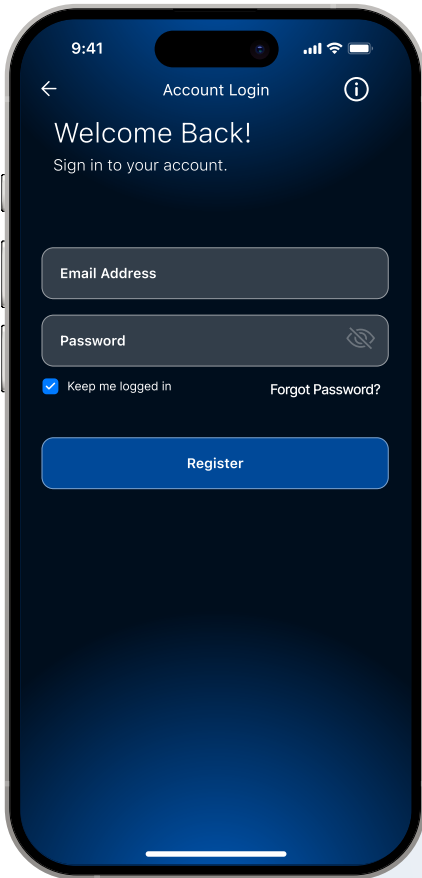 9:41
Account Login
Welcome Back!
Sign in to your account.
Email Address
Password
Keep me logged in
Forgot Password?
Register